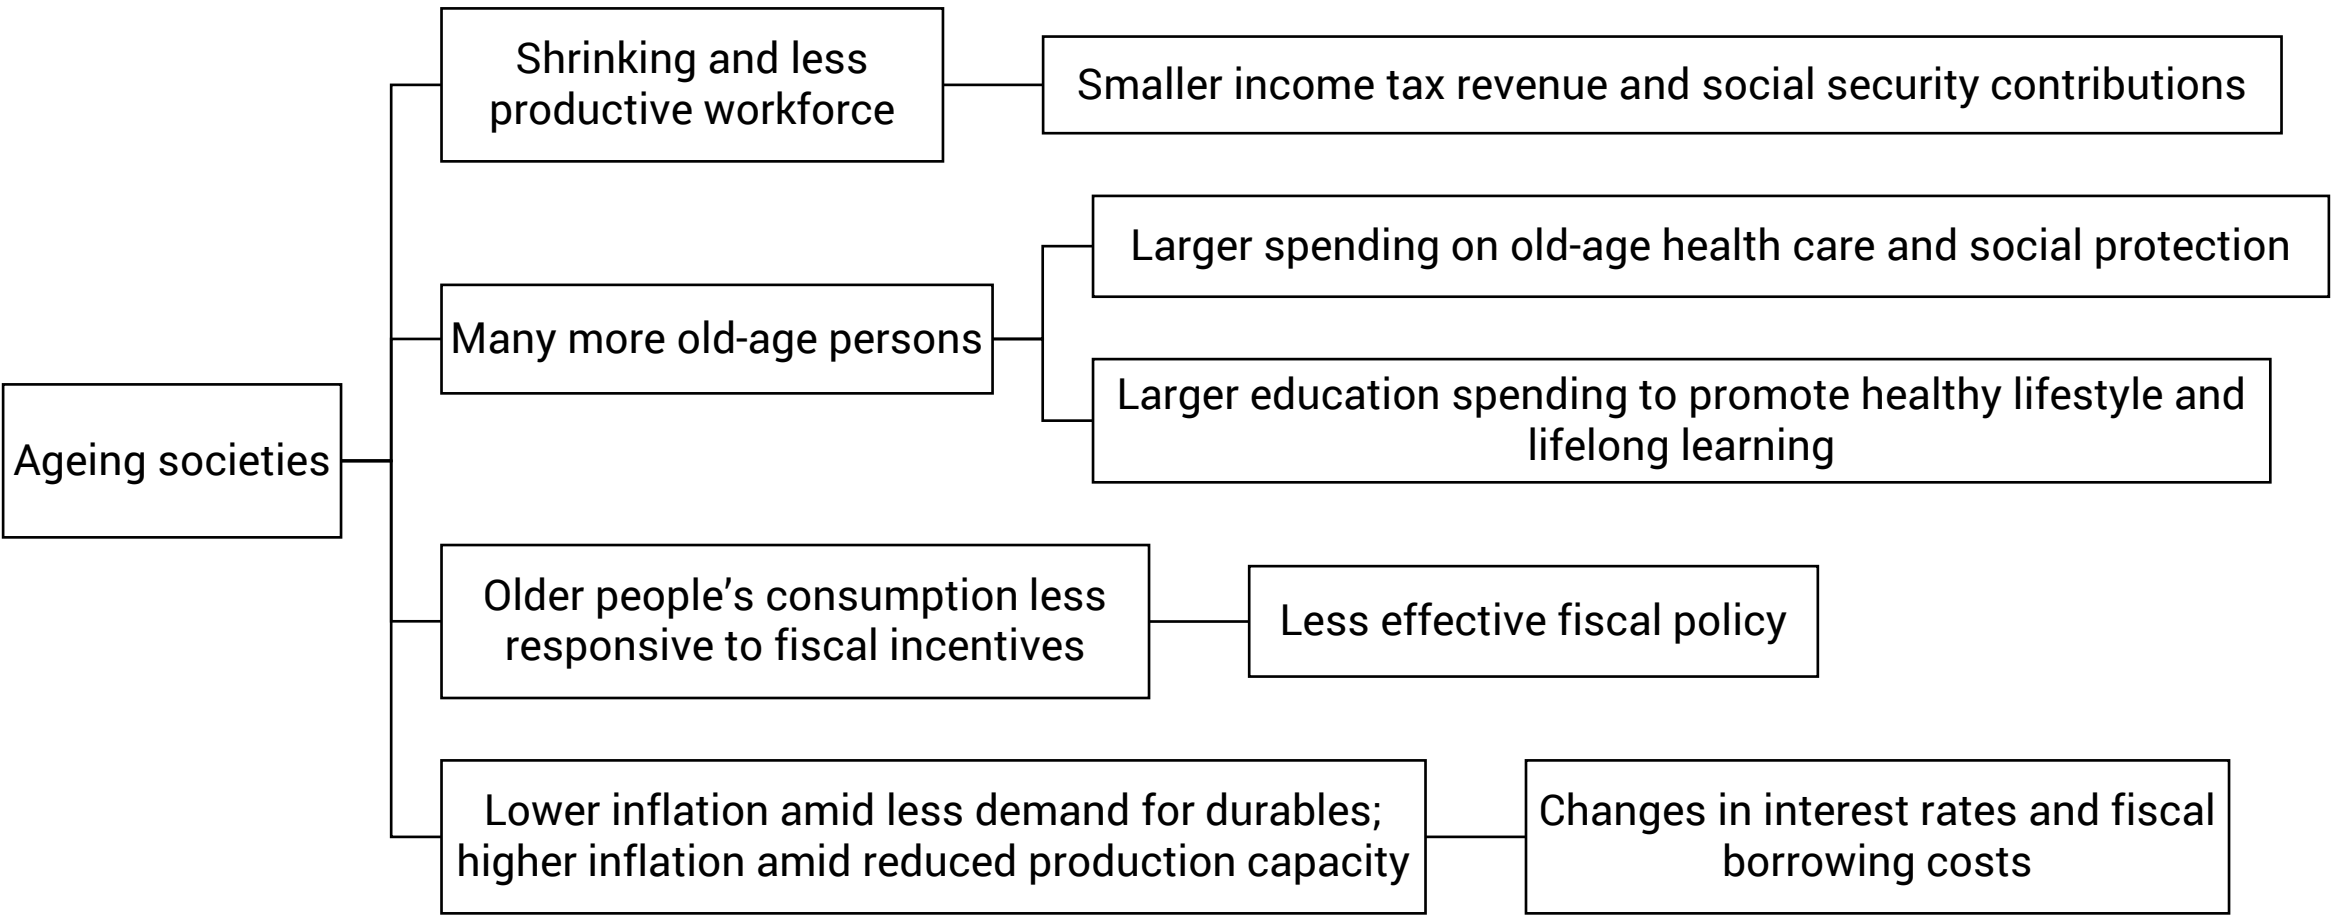 Shrinking and less
productive workforce
Smaller income tax revenue and social security contributions
Larger spending on old-age health care and social protection
Many more old-age persons
Larger education spending to promote healthy lifestyle and
lifelong learning
Ageing societies
Older people’s consumption less
responsive to fiscal incentives
Less effective fiscal policy
Lower inflation amid less demand for durables;
higher inflation amid reduced production capacity
Changes in interest rates and fiscal
borrowing costs